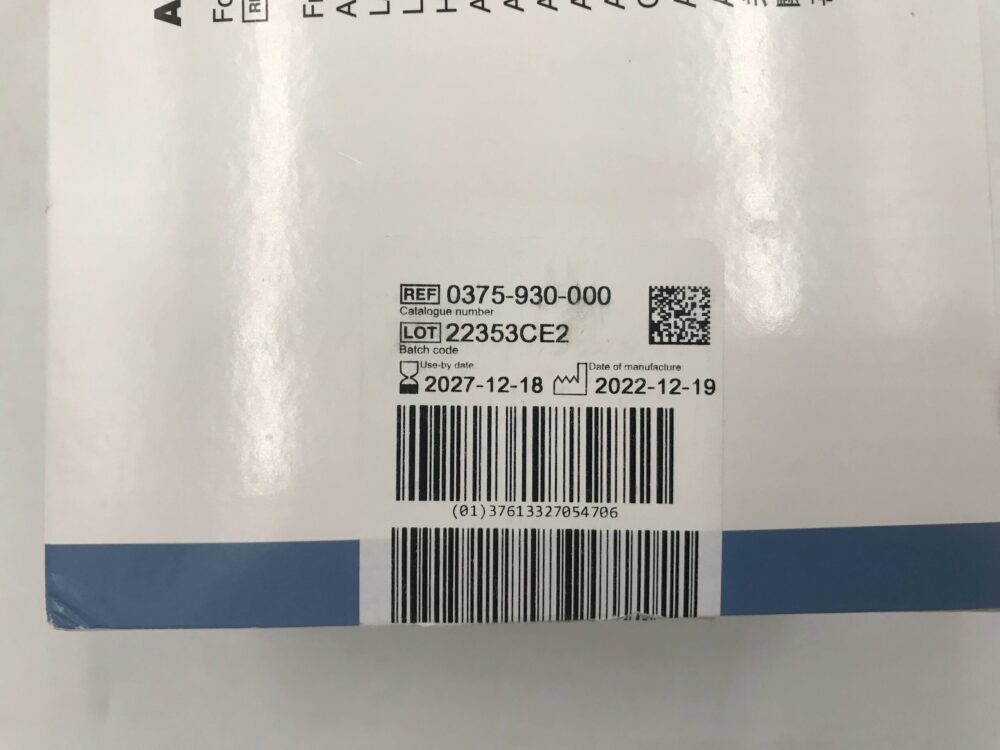 REF 0375-930-000
Catalogue number
LOT 22353CE2
Batch code
Use-by date
2027-12-18
Date of manufacture
2022-12-19
(01)37613327054706